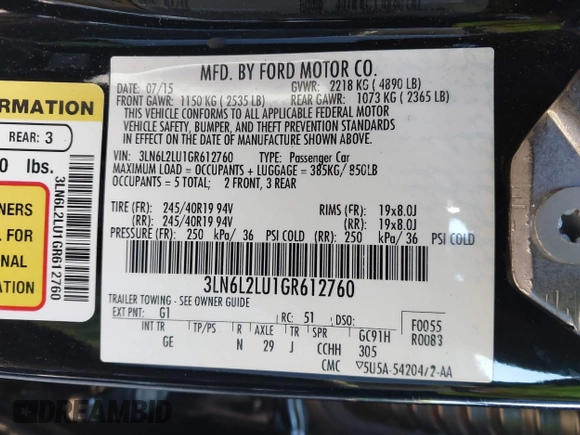 MFD. BY FORD MOTOR CO.
DATE: 07/15 GVWR: 2218 KG ( 4890 LB)
FRONT GAWR: 1150 KG ( 2535 LB) REAR GAWR: 1073 KG ( 2365 LB)
THIS VEHICLE CONFORMS TO ALL APPLICABLE FEDERAL MOTOR
VEHICLE SAFETY, BUMPER, AND THEFT PREVENTION STANDARDS
IN EFFECT ON THE DATE OF MANUFACTURE SHOWN ABOVE.
VIN: 3LN6L2LU1GR612760 TYPE: Passenger Car
MAXIMUM LOAD = OCCUPANTS + LUGGAGE = 385KG/ 850LB
OCCUPANTS = 5 TOTAL; 2 FRONT, 3 REAR
TIRE (FR): 245/40R19 94V RIMS (FR): 19x8.0J
(RR): 245/40R19 94V (RR): 19x8.0J
PRESSURE (FR): 250 kPa/ 36 PSI COLD (RR) 250 kPa/ 36 PSI COLD
3LN6L2LU1GR612760
TRAILER TOWING - SEE OWNER GUIDE
EXT PNT: G1 RC: 51 DSO: F0055
R0083
INT TR TP/PS R AXLE TR SPR GC91H
GE N 29 J CCHH 305
CMC ▽5U5A-54204/2-AA
ORMATION
REAR: 3
0 lbs.
NERS
L FOR
NAL
ATION
3LN6L2LU1GR612760
DREAMBID